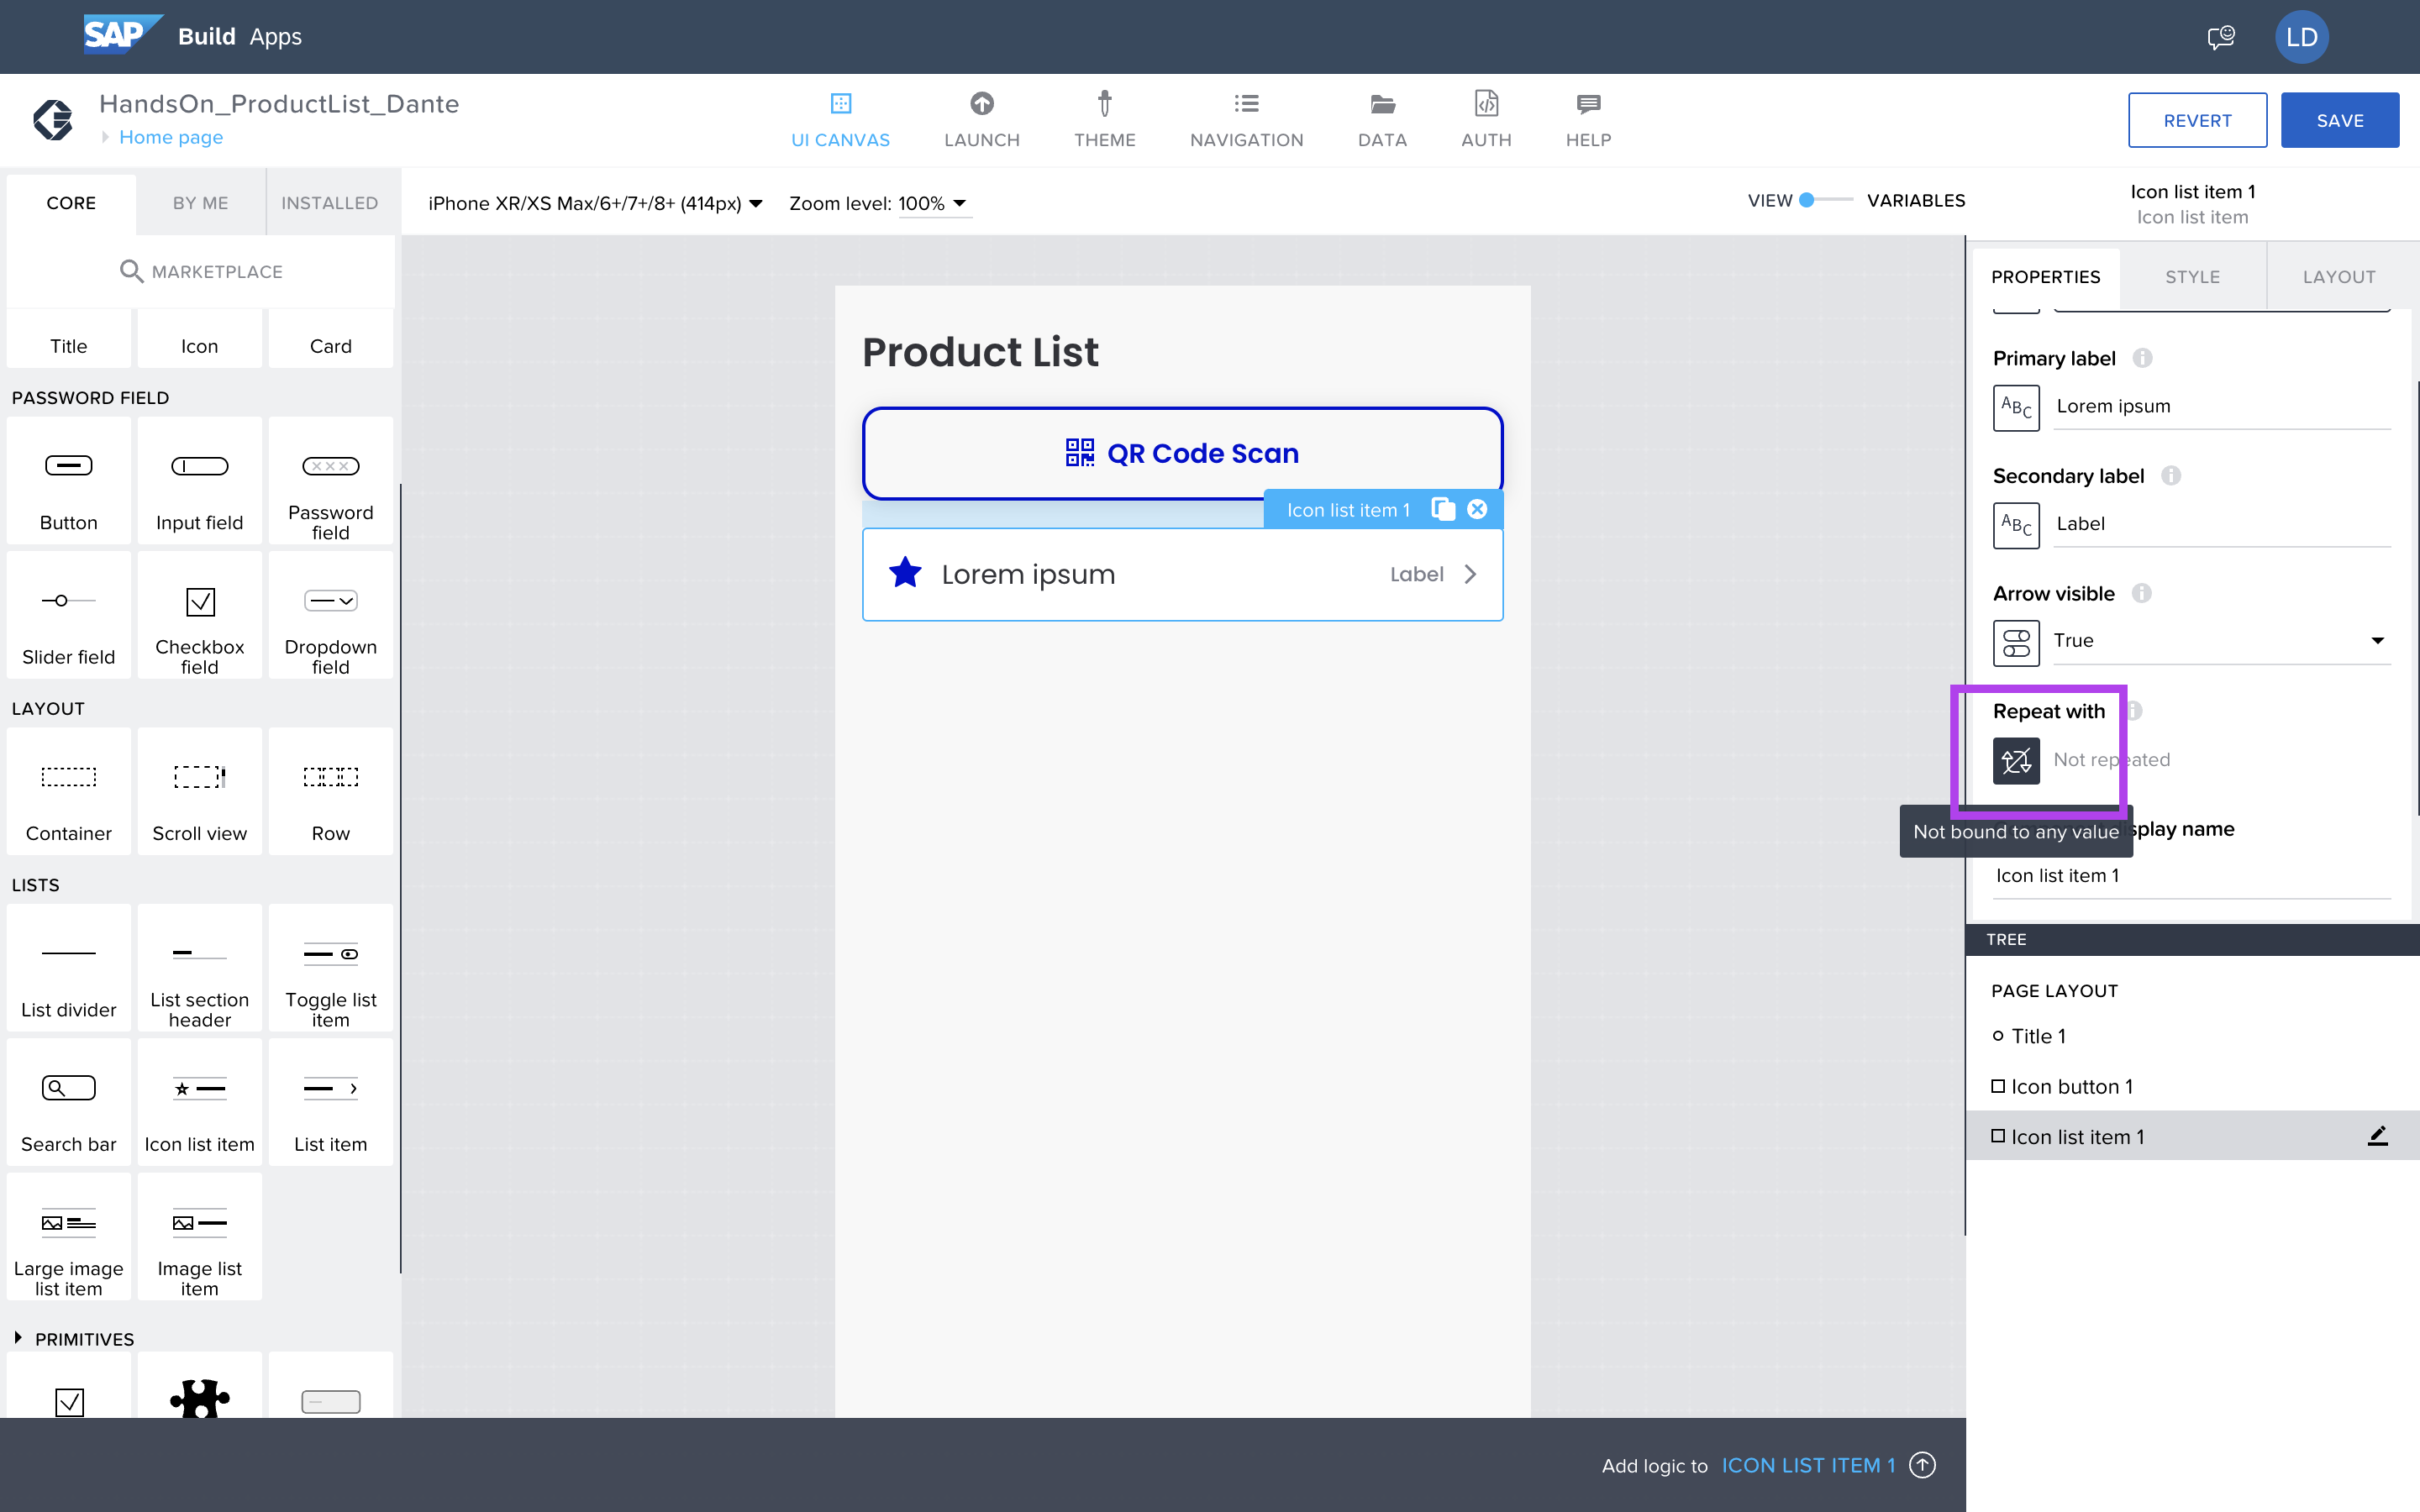 SAP Build Apps
LD
HandsOn_ProductList_Dante
Home page
UI CANVAS
LAUNCH
THEME
NAVIGATION
DATA
AUTH
HELP
REVERT
SAVE
CORE
BY ME
INSTALLED
iPhone XR/XS Max/6+/7+/8+ (414px)
Zoom level: 100%
VIEW
VARIABLES
Icon list item 1
Icon list item
MARKETPLACE
PROPERTIES
STYLE
LAYOUT
Title
Icon
Card
PASSWORD FIELD
Button
Input field
Password
field
Slider field
Checkbox
field
Dropdown
field
LAYOUT
Container
Scroll view
Row
LISTS
List divider
List section
header
Toggle list
item
Search bar
Icon list item
List item
Large image
list item
Image list
item
PRIMITIVES
Product List
QR Code Scan
Icon list item 1
Lorem ipsum
Label
Primary label
ABC
Lorem ipsum
Secondary label
ABC
Label
Arrow visible
True
Repeat with
Not repeated
Not bound to any value
splay name
Icon list item 1
TREE
PAGE LAYOUT
Title 1
Icon button 1
Icon list item 1
Add logic to ICON LIST ITEM 1